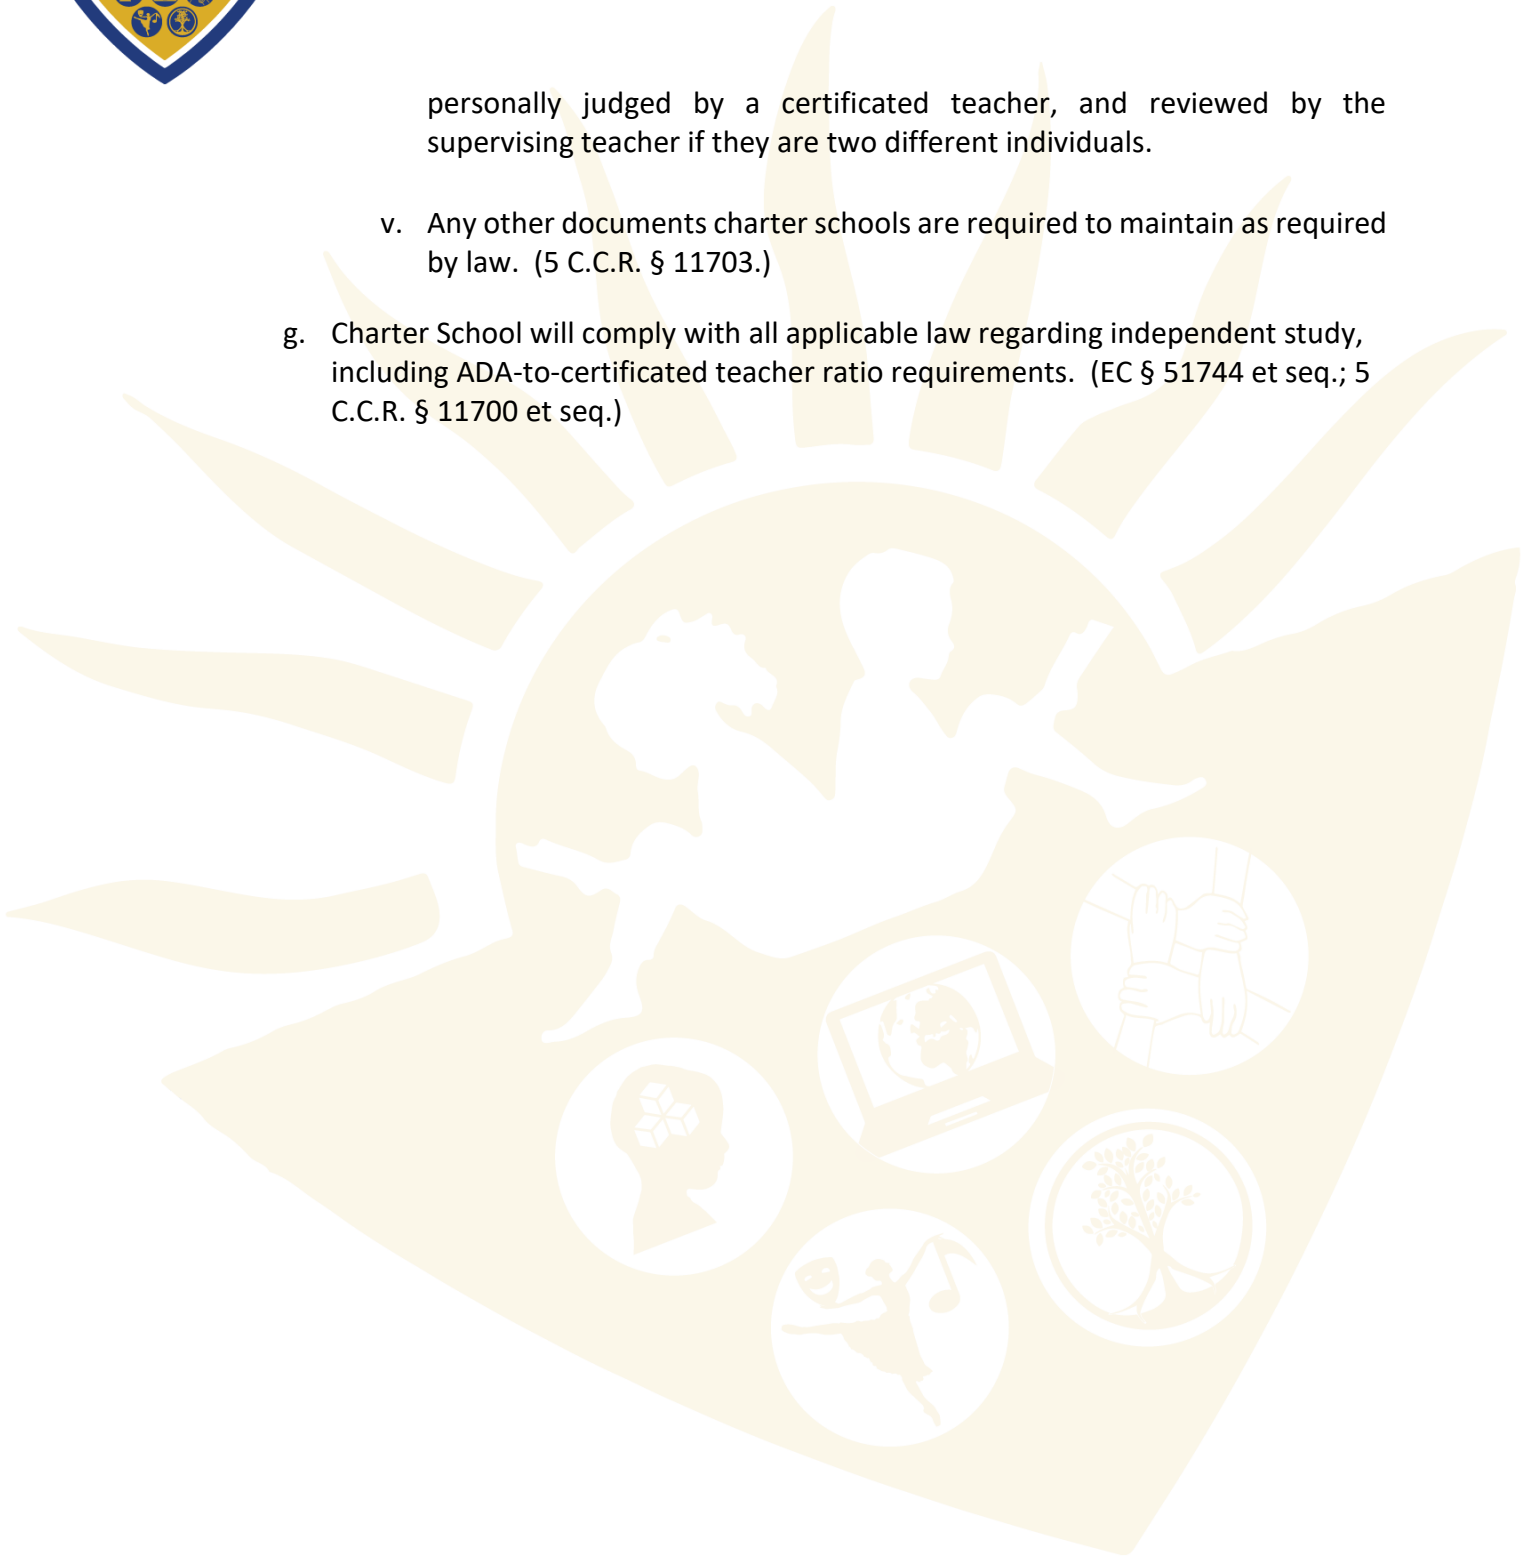 personally judged by a certificated teacher, and reviewed by the
supervising teacher if they are two different individuals.
v. Any other documents charter schools are required to maintain as required
by law. (5 C.C.R. § 11703.)
g. Charter School will comply with all applicable law regarding independent study,
including ADA-to-certificated teacher ratio requirements. (EC § 51744 et seq.; 5
C.C.R. § 11700 et seq.)